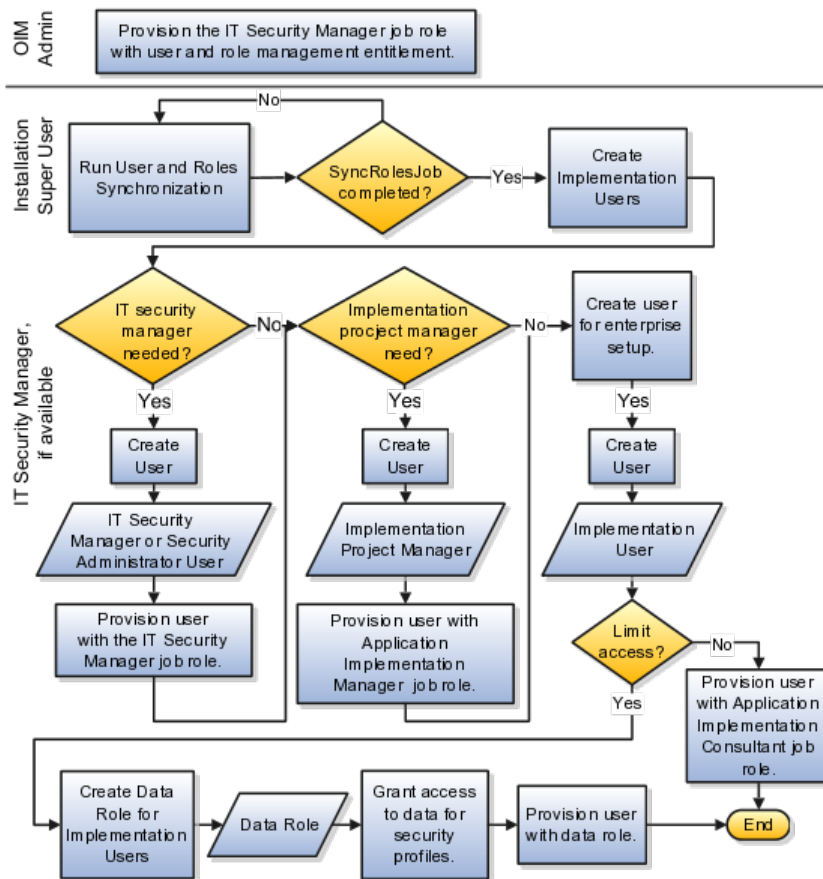 OIM
Admin
Provision the IT Security Manager job role
with user and role management entitlement.
Installation
Super User
No
Run User and Roles
Synchronization
SyncRolesJob
completed?
Yes
Create
Implementation
Users
IT Security Manager,
if available
IT security
manager
needed?
No
Implementation
procject manager
need?
No
Create user
for enterprise
setup.
Yes
Yes
Yes
Create
User
Create
User
Create
User
IT Security
Manager or Security
Administrator User
Implementation
Project Manager
Implementation
User
Provision user
with the IT Security
Manager job role.
Provision user with
Application
Implementation
Manager job role.
Limit
access?
No
Yes
Provision user
with Application
Implementation
Consultant job
role.
Create Data
Role for
Implementation
Users
Data Role
Grant access
to data for
security
profiles.
Provision user
with data role.
End